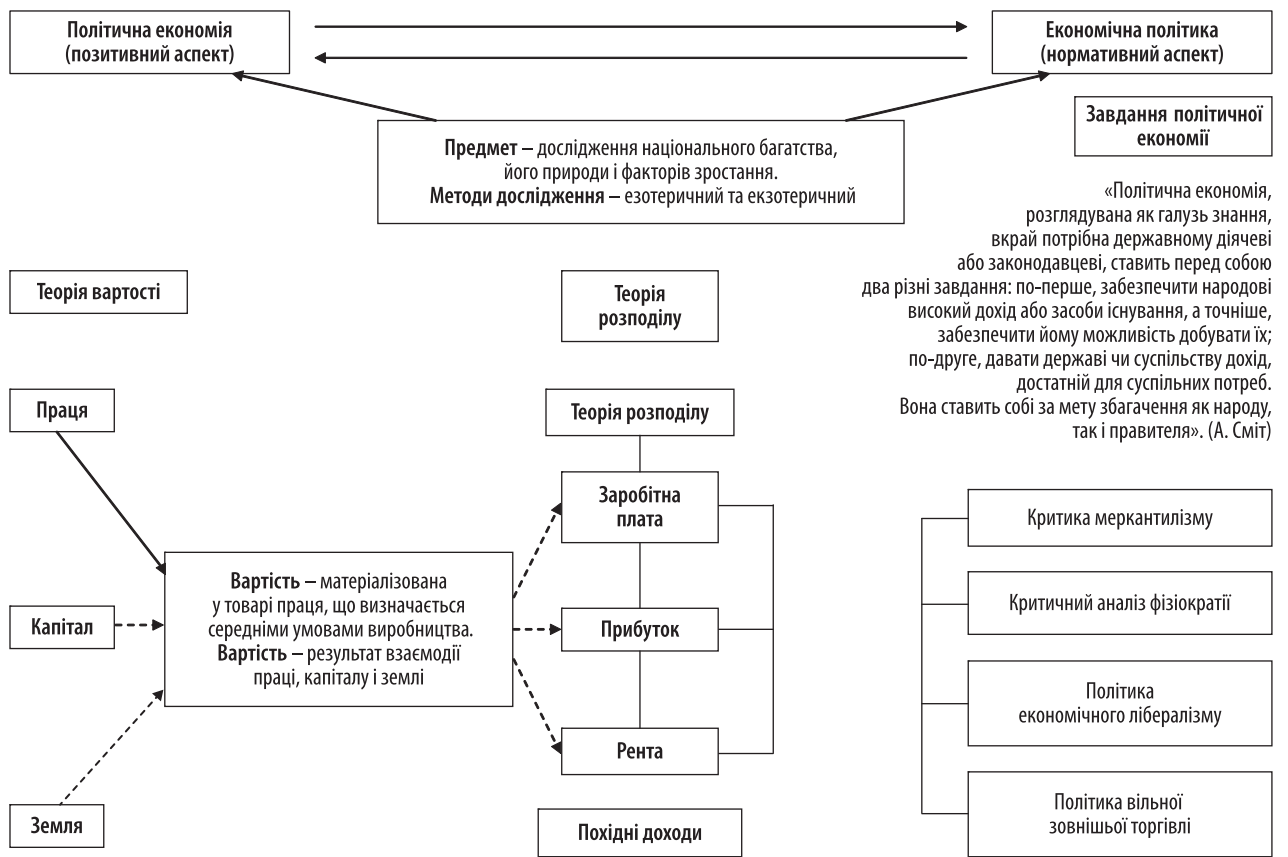 Політична економія
(позитивний аспект)
Економічна політика
(нормативний аспект)
Завдання політичної
економії
Предмет – дослідження національного багатства,
його природи і факторів зростання.
Методи дослідження – езотеричний та екзотеричний
«Політична економія,
розглядувана як галузь знання,
вкрай потрібна державному діячеві
або законодавцеві, ставить перед собою
два різні завдання: по-перше, забезпечити народові
високий дохід або засоби існування, а точніше,
забезпечити йому можливість добувати їх;
по-друге, давати державі чи суспільству дохід,
достатній для суспільних потреб.
Вона ставить собі за мету збагачення як народу,
так і правителя». (А. Сміт)
Теорія вартості
Теорія
розподілу
Праця
Теорія розподілу
Заробітна
плата
Вартість – матеріалізована
у товарі праця, що визначається
середніми умовами виробництва.
Вартість – результат взаємодії
праці, капіталу і землі
Капітал
Прибуток
Рента
Земля
Похідні доходи
Критика меркантилізму
Критичний аналіз фізіократії
Політика
економічного лібералізму
Політика вільної
зовнішьої торгівлі